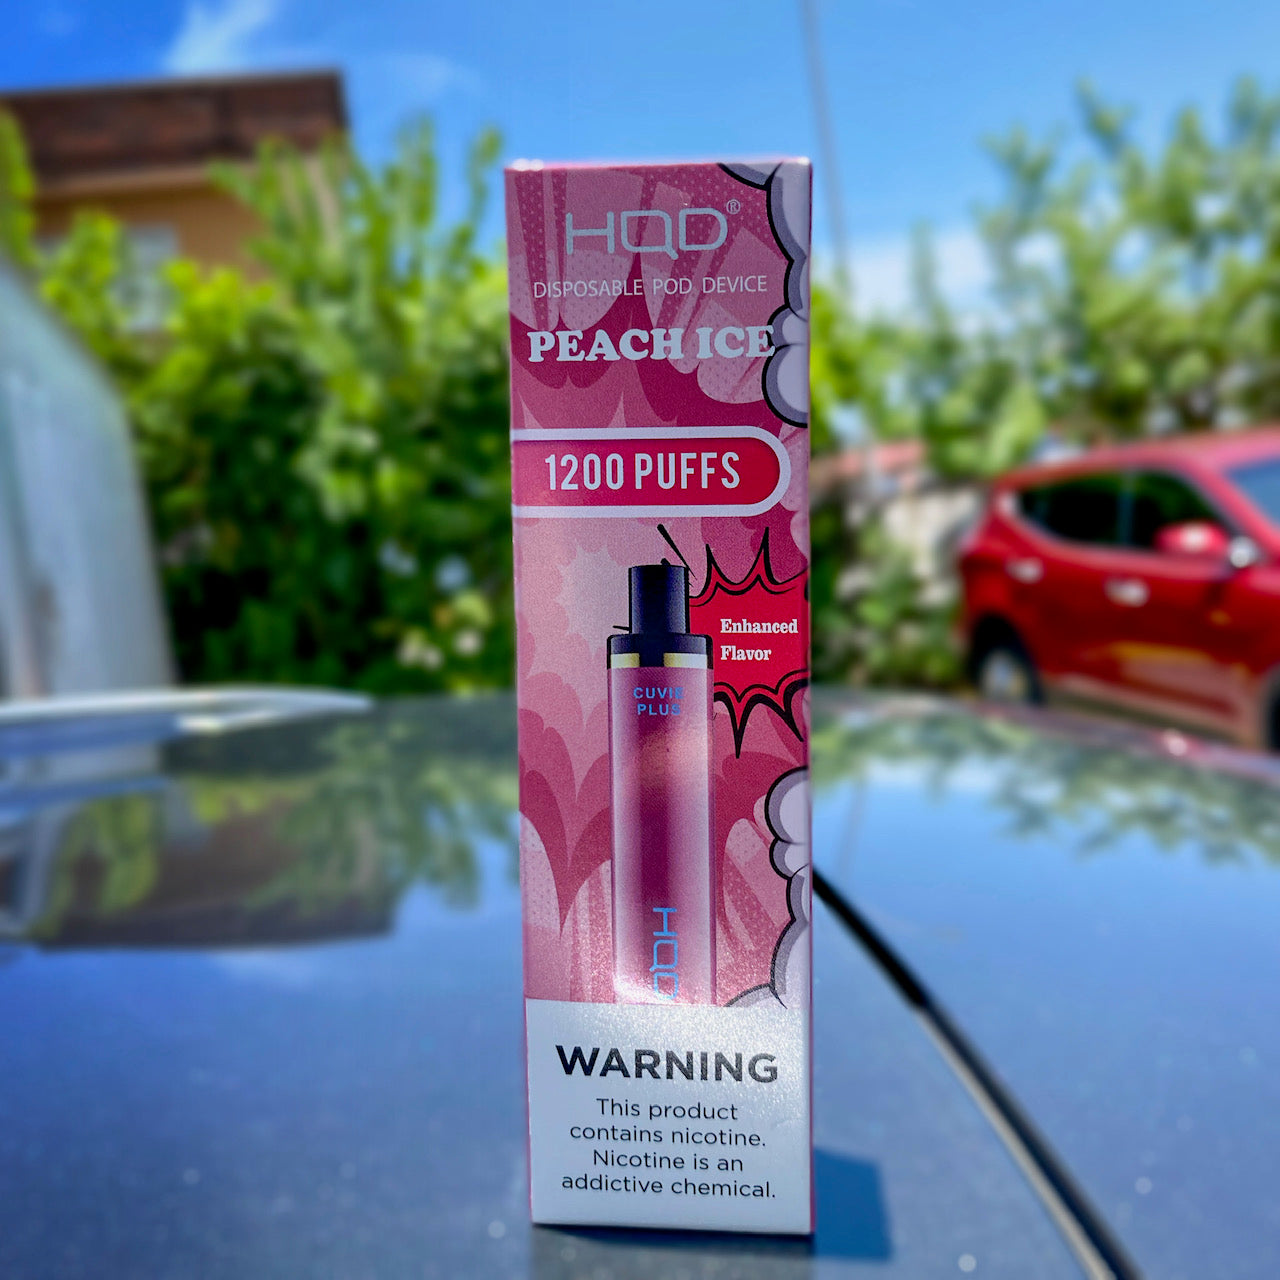 HQD®
DISPOSABLE POD DEVICE
PEACH ICE
1200 PUFFS
Enhanced
Flavor
CUVIE
PLUS
HQD
WARNING
This product
contains nicotine.
Nicotine is an
addictive chemical.